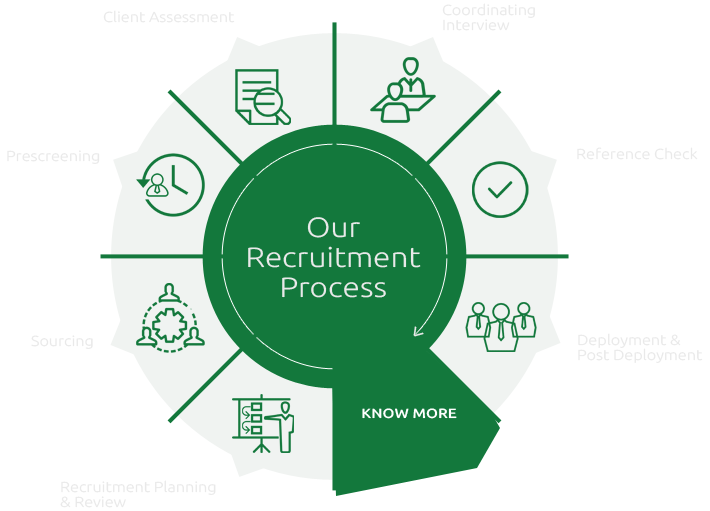 Client Assessment
Coordinating
Interview
Prescreening
Reference Check
Our
Recruitment
Process
Sourcing
Deployment &
Post Deployment
KNOW MORE
Recruitment Planning
& Review